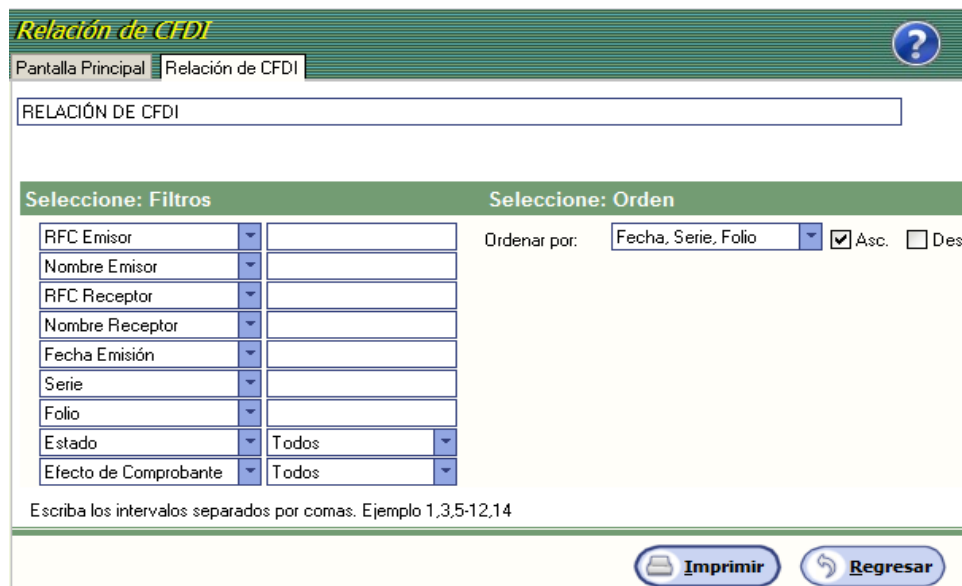 Relación de CFDI
Pantalla Principal Relación de CFDI
RELACIÓN DE CFDI
Seleccione: Filtros Seleccione: Orden
RFC Emisor Ordenar por: Fecha, Serie, Folio Asc. Des
Nombre Emisor
RFC Receptor
Nombre Receptor
Fecha Emisión
Serie
Folio
Estado Todos
Efecto de Comprobante Todos
Escriba los intervalos separados por comas. Ejemplo 1,3,5-12,14
Imprimir Regresar